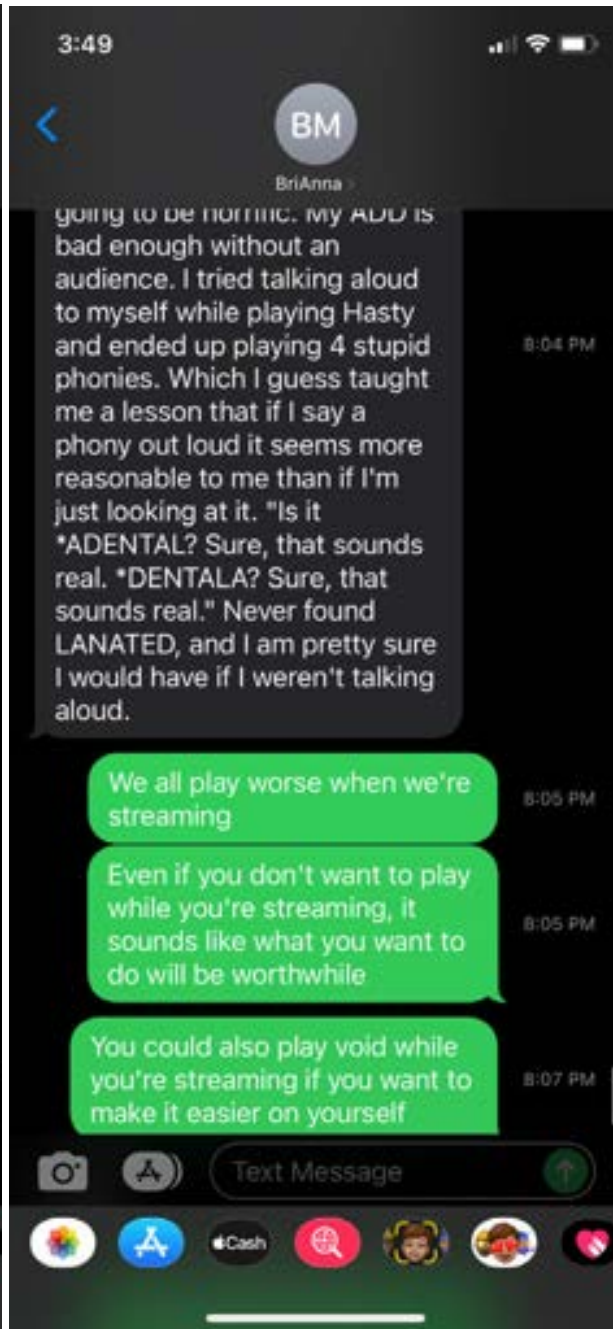 3:49
BM
BriAnna
going to be horrific. My ADD is
bad enough without an
audience. I tried talking aloud
to myself while playing Hasty
and ended up playing 4 stupid
phonies. Which I guess taught
me a lesson that if I say a
phony out loud it seems more
reasonable to me than if I'm
just looking at it. "Is it
*ADENTAL? Sure, that sounds
real. *DENTALA? Sure, that
sounds real." Never found
LANATED, and I am pretty sure
I would have if I weren't talking
aloud.
8:04 PM
We all play worse when we're
streaming
8:05 PM
Even if you don't want to play
while you're streaming, it
sounds like what you want to
do will be worthwhile
8:05 PM
You could also play void while
you're streaming if you want to
make it easier on yourself
8:07 PM
Text Message
Cash